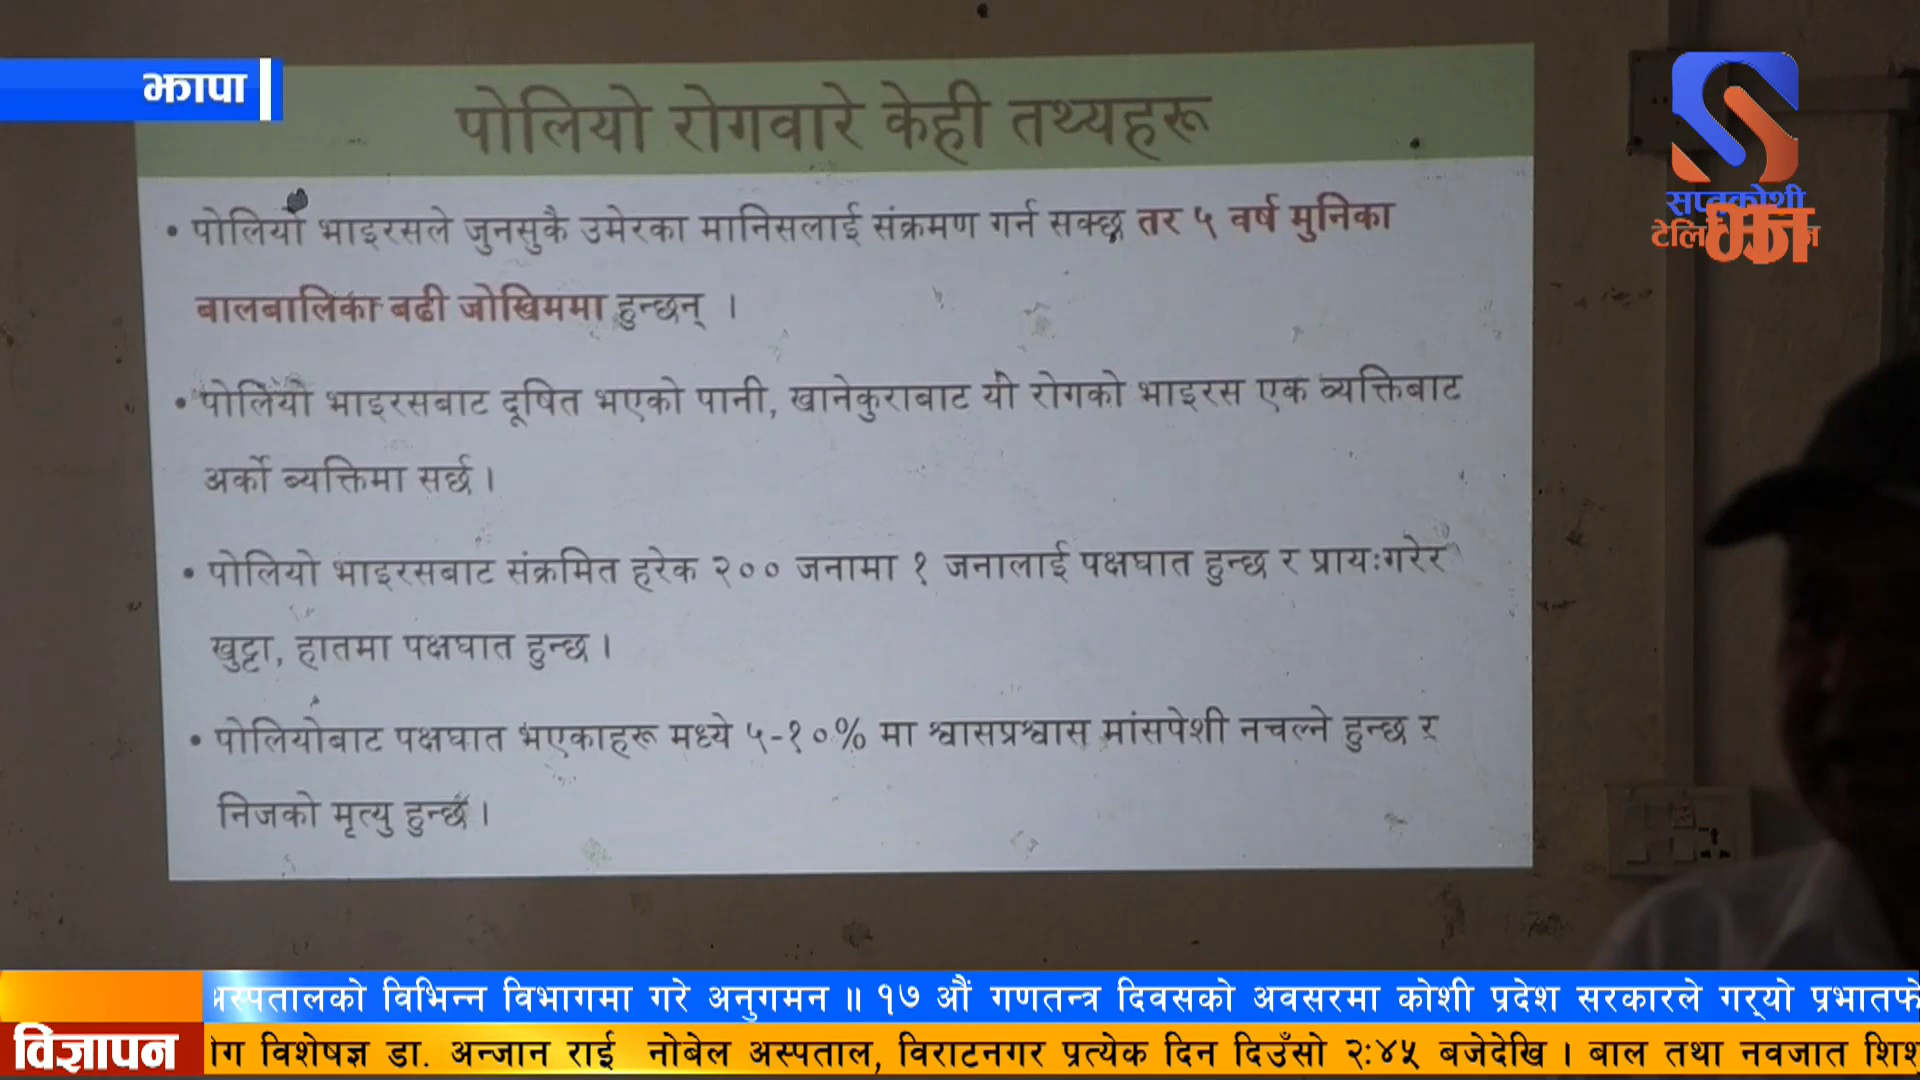 झापा
पोलियो रोगवारे केही तथ्यहरू
• पोलियो भाइरसले जुनसुकै उमेरका मानिसलाई संक्रमण गर्न सक्छ तर ५ वर्ष मुनिका
बालबालिका बढी जोखिममा हुन्छन् ।
• पोलियो भाइरसबाट दूषित भएको पानी, खानेकुराबाट यी रोगको भाइरस एक व्यक्तिबाट
अर्को व्यक्तिमा सर्छ ।
• पोलियो भाइरसबाट संक्रमित हरेक २०० जनामा १ जनालाई पक्षघात हुन्छ र प्रायःगरेर
खुट्टा, हातमा पक्षघात हुन्छ ।
• पोलियोबाट पक्षघात भएकाहरू मध्ये ५-१०% मा श्वासप्रश्वास मांसपेशी नचल्ने हुन्छ र
निजको मृत्यु हुन्छ ।
सप्तकोशी
अस्पतालको विभिन्न विभागमा गरे अनुगमन ॥ १७ औं गणतन्त्र दिवसको अवसरमा कोशी प्रदेश सरकारले गर्‍यो
विज्ञापन
विशेषज्ञ डा. अन्जान राई नोबेल अस्पताल, विराटनगर प्रत्येक दिन दिउँसो २:४५ बजेदेखि । बाल तथा नवजात